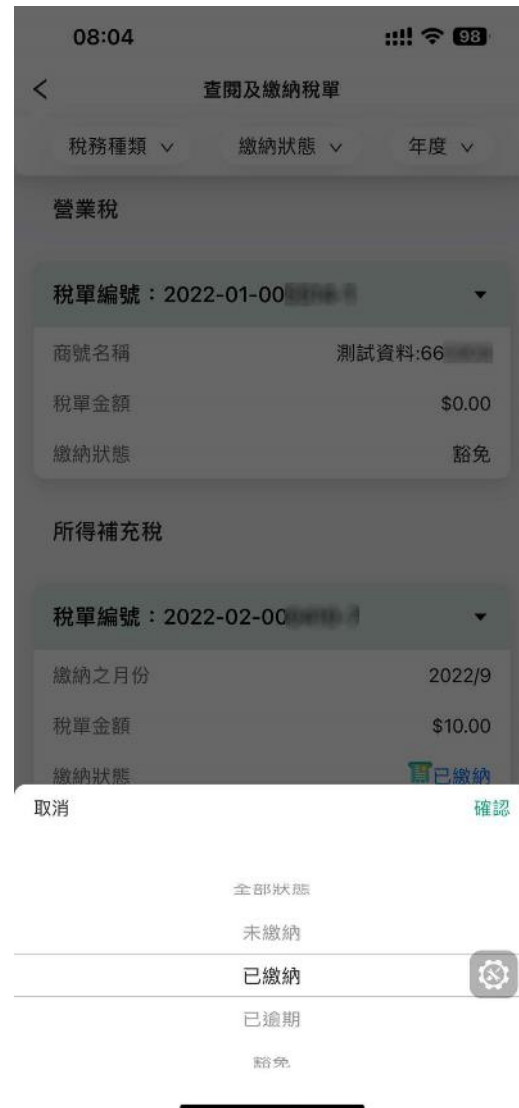 08:04
98
查閱及繳納稅單
稅務種類 繳納狀態 年度
營業稅
稅單編號：2022-01-00
商號名稱 測試資料:66
稅單金額 $0.00
繳納狀態 豁免
所得補充稅
稅單編號：2022-02-00
繳納之月份 2022/9
稅單金額 $10.00
繳納狀態 已繳納
取消 確認
全部狀態
未繳納
已繳納
已逾期
豁免